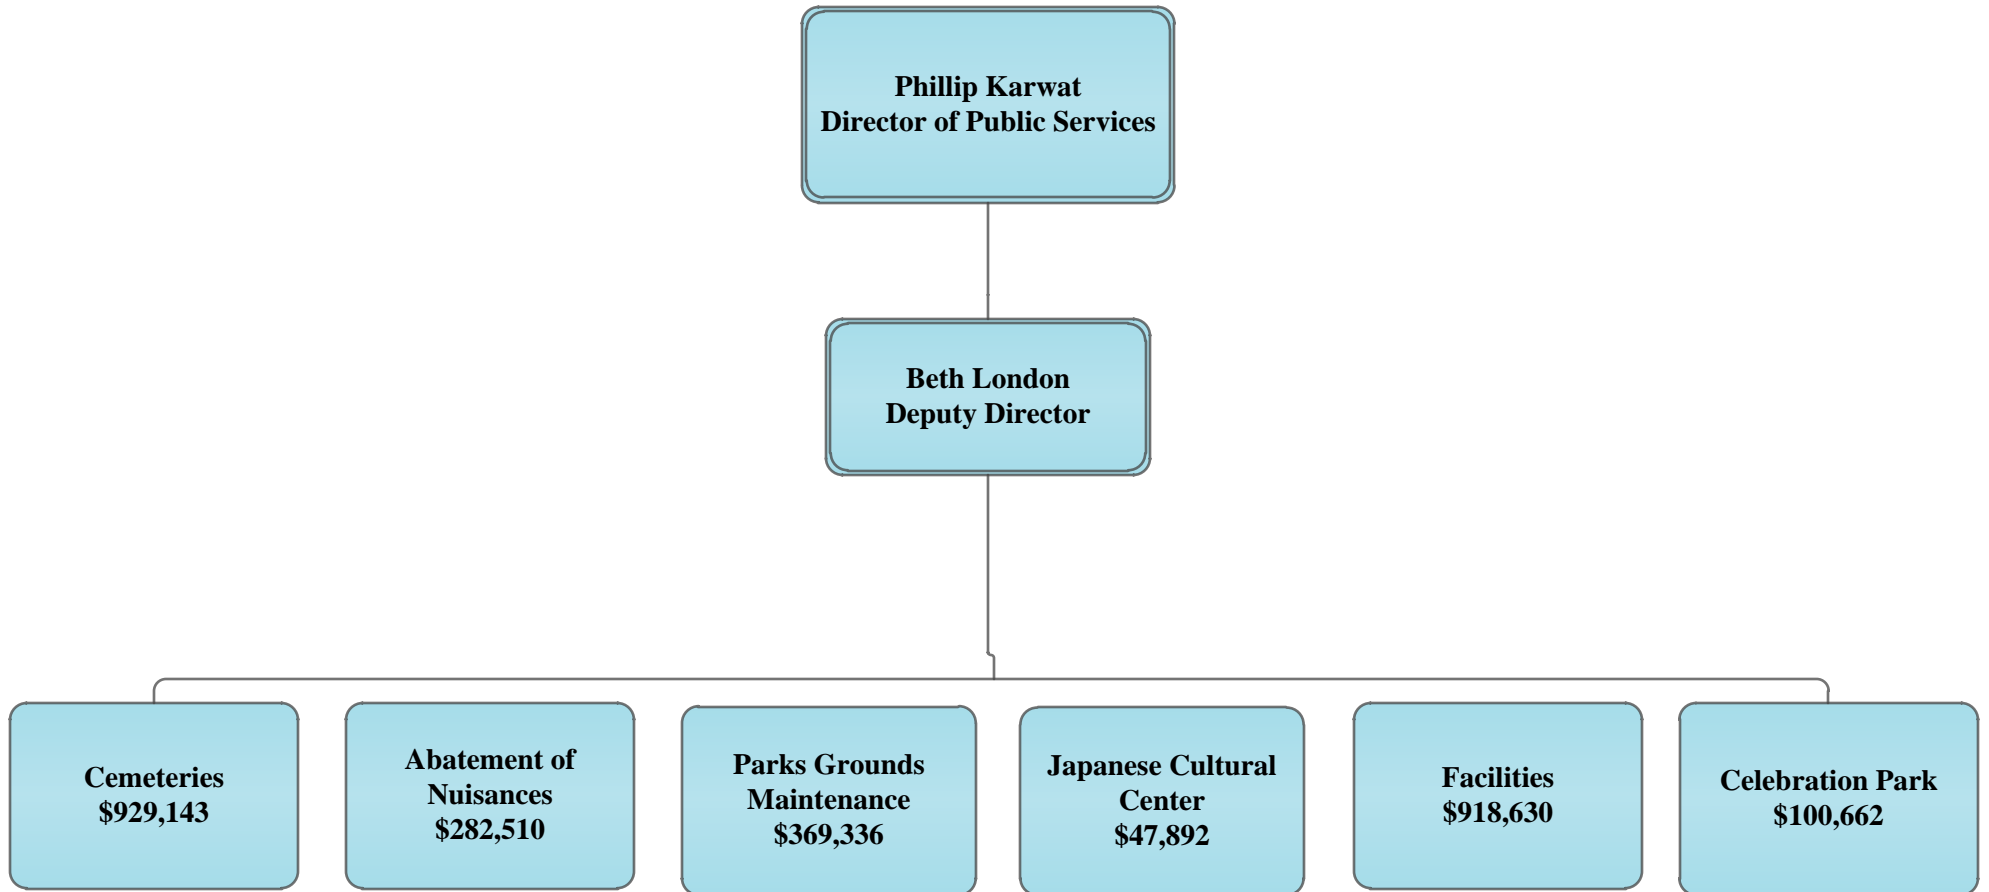 Phillip Karwat
Director of Public Services
Beth London
Deputy Director
Cemeteries
$929,143
Abatement of
Nuisances
$282,510
Parks Grounds
Maintenance
$369,336
Japanese Cultural
Center
$47,892
Facilities
$918,630
Celebration Park
$100,662